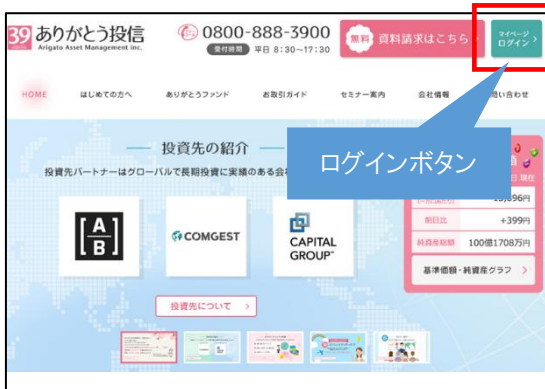 39 ありがとう投信
Arigato Asset Management inc.
0800-888-3900
受付時間 平日 8:30~17:30
無料 資料請求はこちら
マイページ
ログイン
HOME はじめての方へ ありがとうファンド お取引ガイド セミナー案内 会社情報 問い合わせ
投資先の紹介
投資先パートナーはグローバルで長期投資に実績のある会
ログインボタン
日 現在
[A/B]
COMGEST
CAPITAL
GROUP
前日比 +399円
純資産総額 100億1708万円
基準価額・純資産グラフ
投資先について